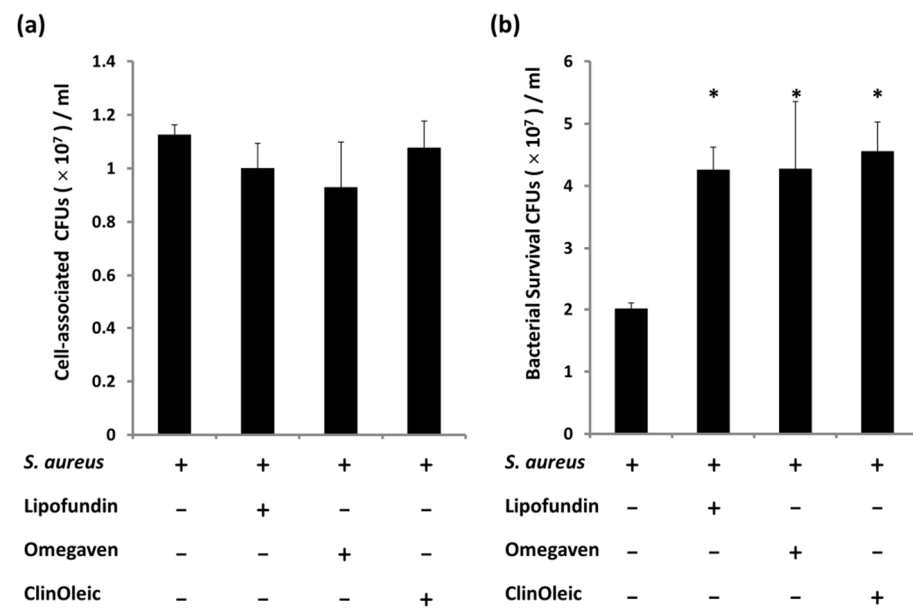 (a)
Cell-associated CFUs ( × 10⁷ ) / ml
1.4
1.2
1
0.8
0.6
0.4
0.2
0
S. aureus + + + +
Lipofundin – + – –
Omegaven – – + –
ClinOleic – – – +
(b)
Bacterial Survival CFUs ( × 10⁷ ) / ml
6
5
4
3
2
1
0
* * *
S. aureus + + + +
Lipofundin – + – –
Omegaven – – + –
ClinOleic – – – +